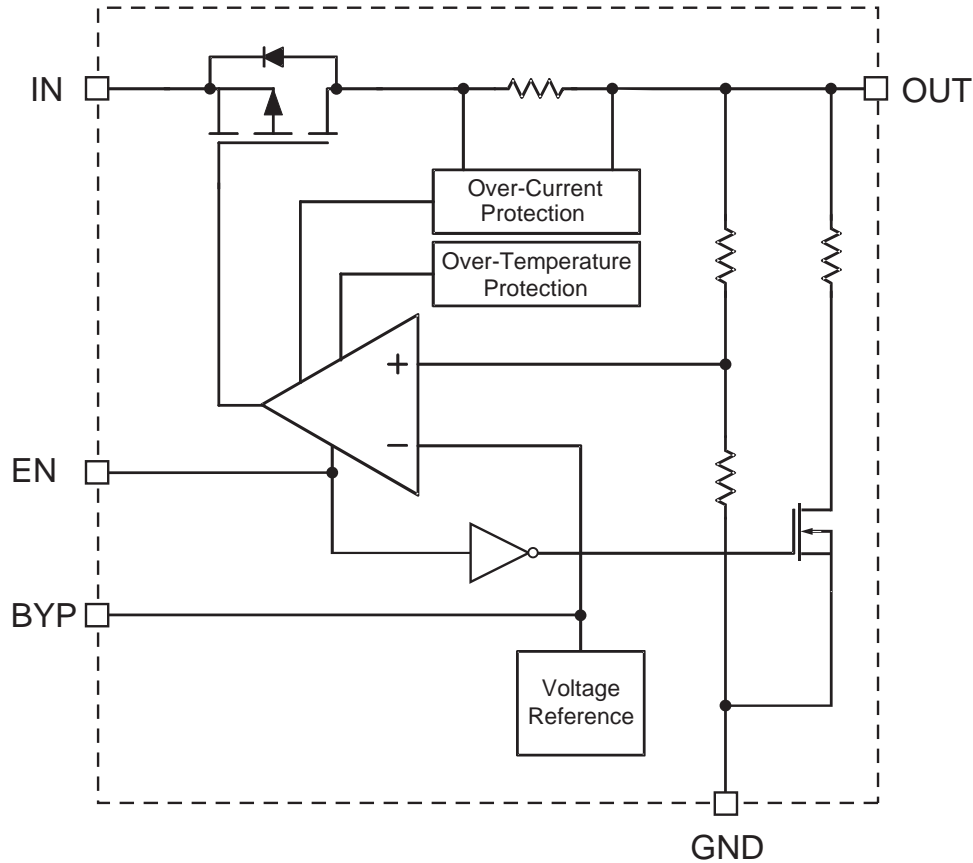 IN
OUT
Over-Current
Protection
Over-Temperature
Protection
+
−
EN
BYP
Voltage
Reference
GND